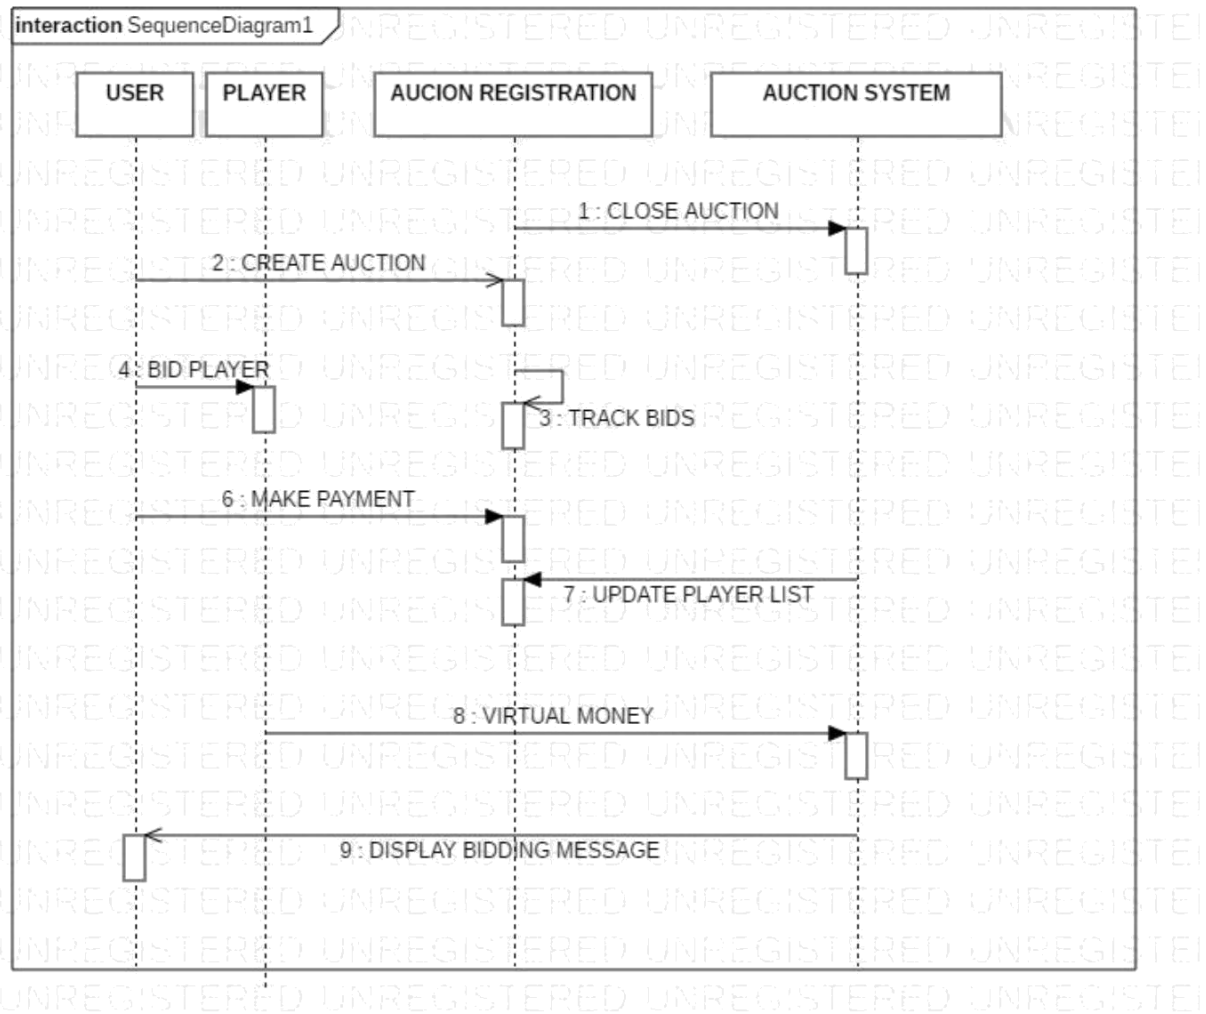 interaction SequenceDiagram1
USER
PLAYER
AUCION REGISTRATION
AUCTION SYSTEM
1 : CLOSE AUCTION
2 : CREATE AUCTION
4 : BID PLAYER
3 : TRACK BIDS
6 : MAKE PAYMENT
7 : UPDATE PLAYER LIST
8 : VIRTUAL MONEY
9 : DISPLAY BIDDING MESSAGE
UNREGISTERED